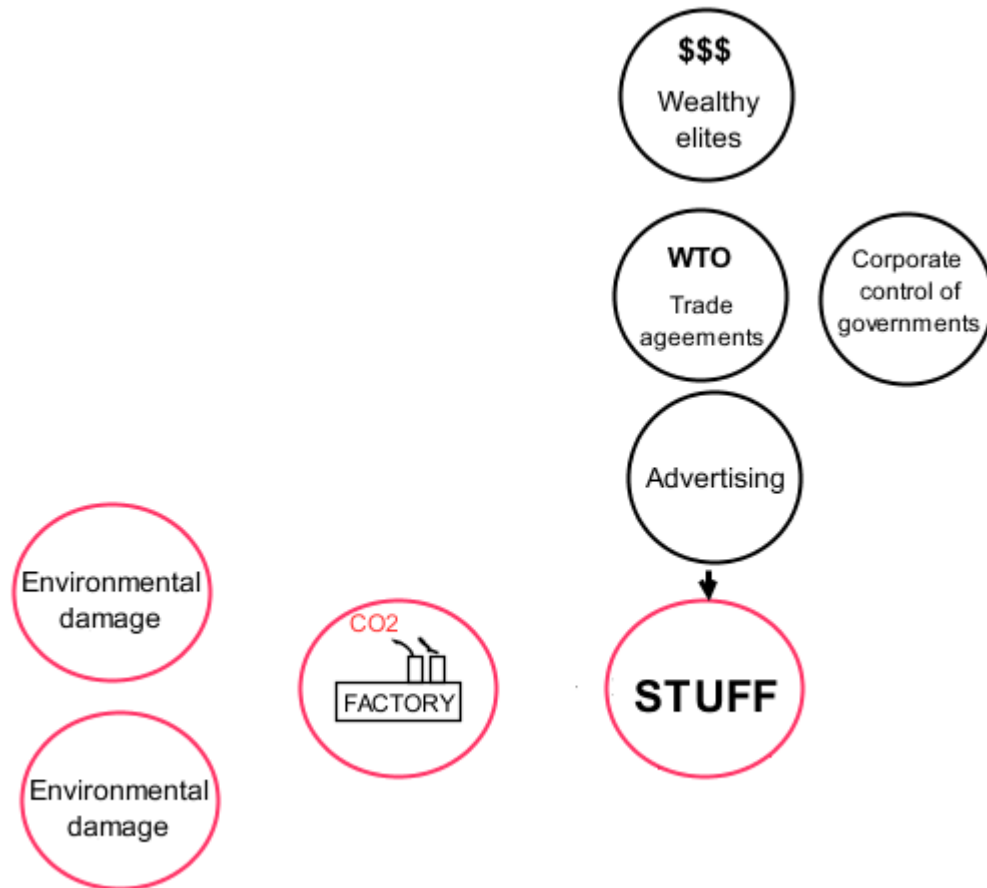 $$$
Wealthy
elites
WTO
Trade
ageements
Corporate
control of
governments
Advertising
Environmental
damage
CO2
FACTORY
STUFF
Environmental
damage